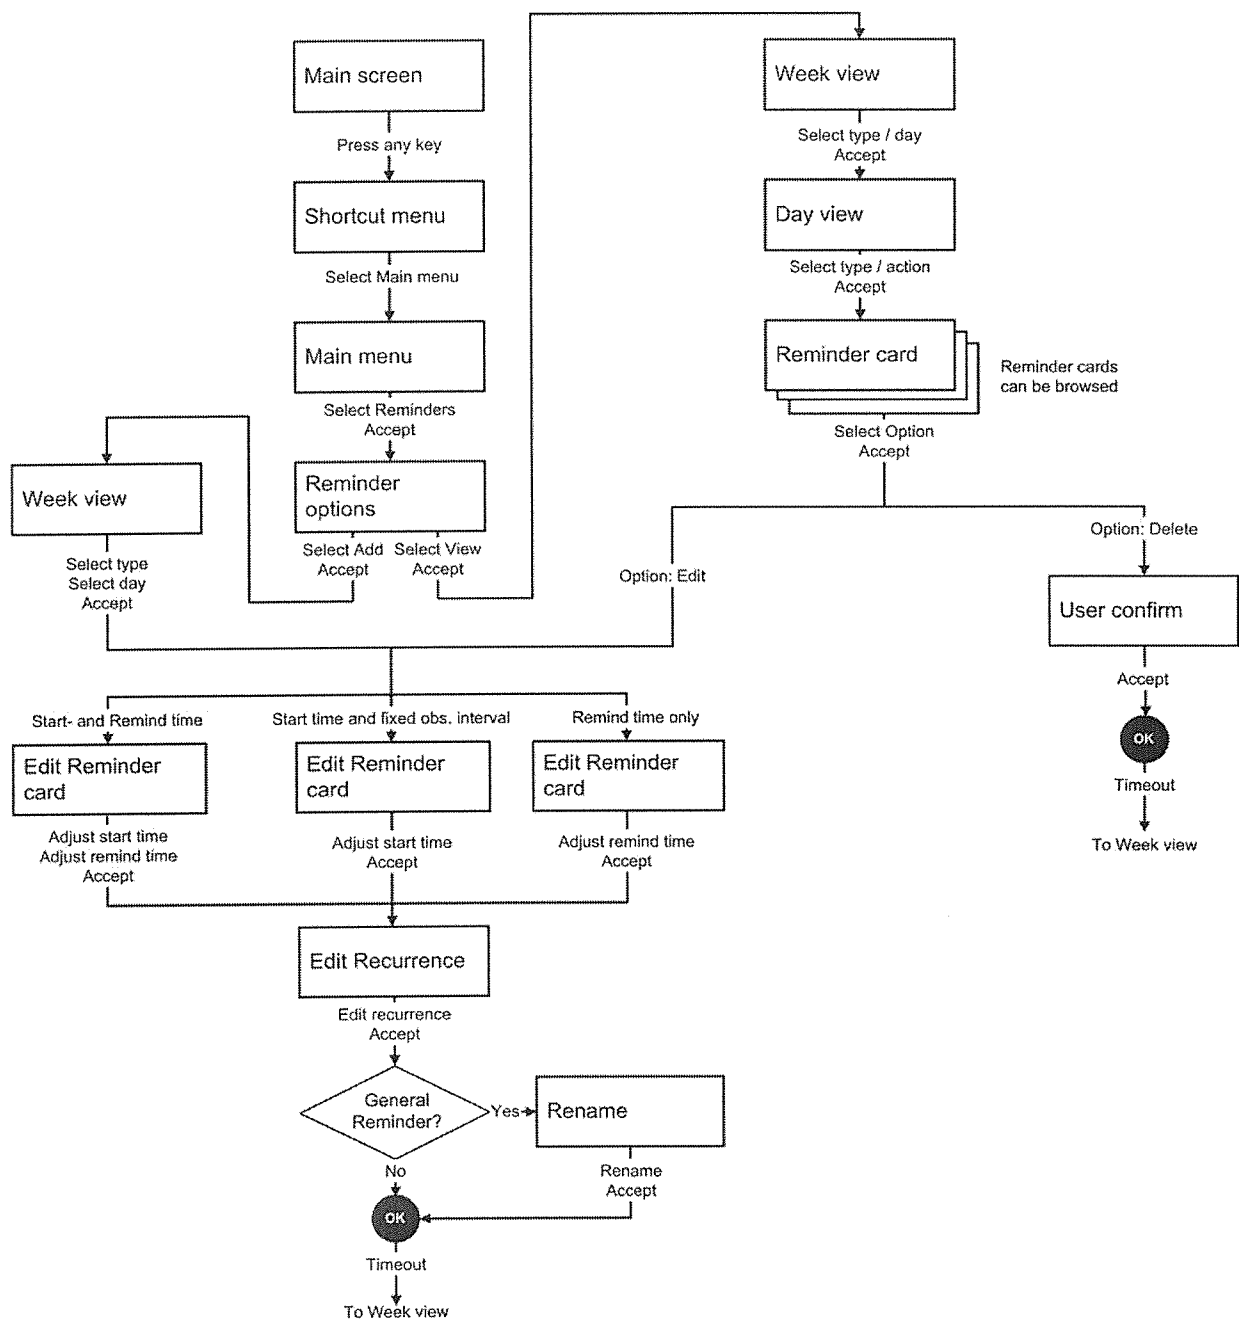 Main screen
Press any key
Shortcut menu
Select Main menu
Main menu
Select Reminders
Accept
Reminder
options
Select Add
Accept
Select View
Accept
Week view
Select type
Select day
Accept
Week view
Select type / day
Accept
Day view
Select type / action
Accept
Reminder card
Reminder cards
can be browsed
Select Option
Accept
Option: Edit
Option: Delete
User confirm
Accept
OK
Timeout
To Week view
Start- and Remind time
Edit Reminder
card
Adjust start time
Adjust remind time
Accept
Start time and fixed obs. interval
Edit Reminder
card
Adjust start time
Accept
Remind time only
Edit Reminder
card
Adjust remind time
Accept
Edit Recurrence
Edit recurrence
Accept
General
Reminder?
Yes
Rename
Rename
Accept
No
OK
Timeout
To Week view